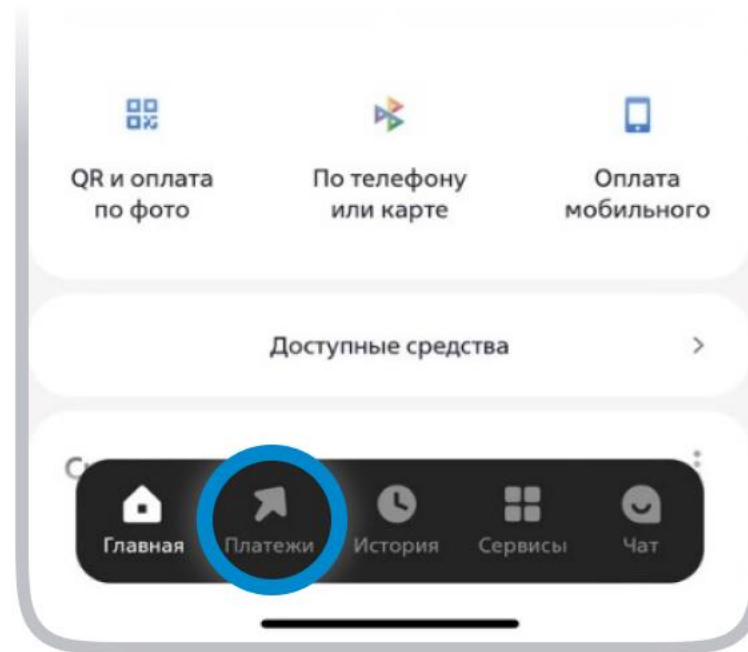 QR и оплата
по фото
По телефону
или карте
Оплата
мобильного
Доступные средства
Главная
Платежи
История
Сервисы
Чат